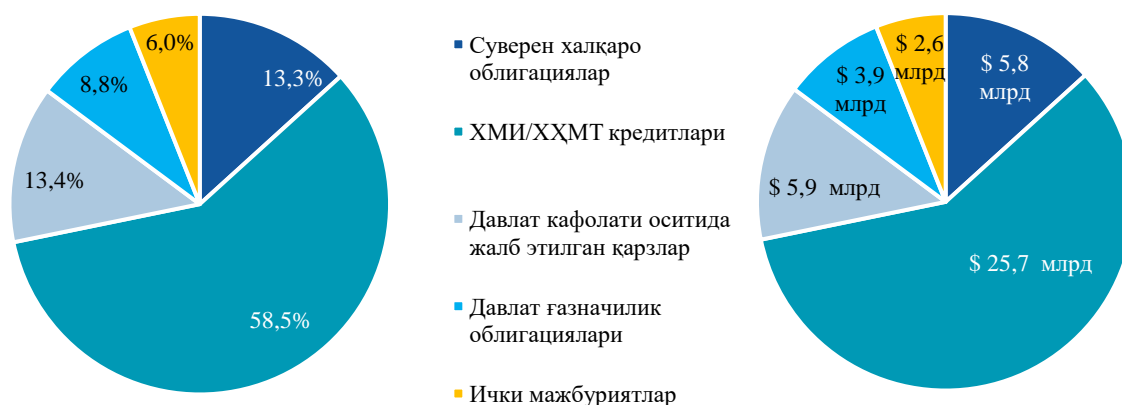 6,0%
13,3%
8,8%
13,4%
58,5%
Суверен халқаро
облигациялар
ХМИ/ХҲМТ кредитлари
Давлат кафолати оситида
жалб этилган қарзлар
Давлат ғазначилик
облигациялари
Ички мажбуриятлар
$ 2,6
млрд
$ 5,8
млрд
$ 3,9
млрд
$ 5,9 млрд
$ 25,7 млрд